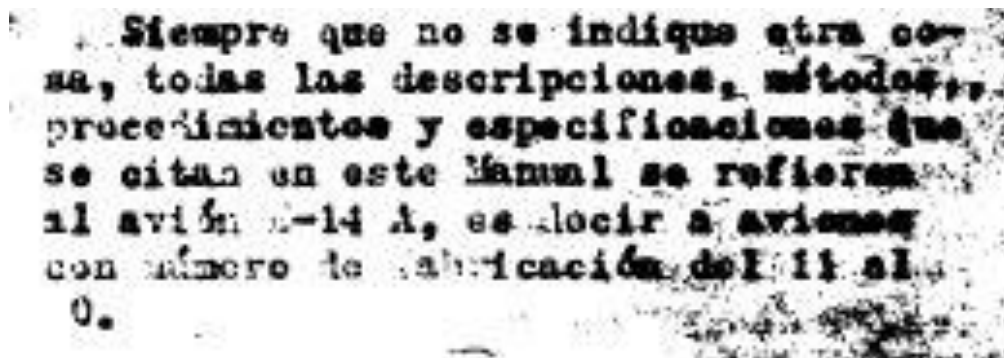 Siempre que no se indique otra co-
sa, todas las descripciones, métodos,
procedimientos y especificaciones que
se citan en este Manual se refieren
al avión -14 A, es decir a aviones
con número de fabricación del 11 al
0.